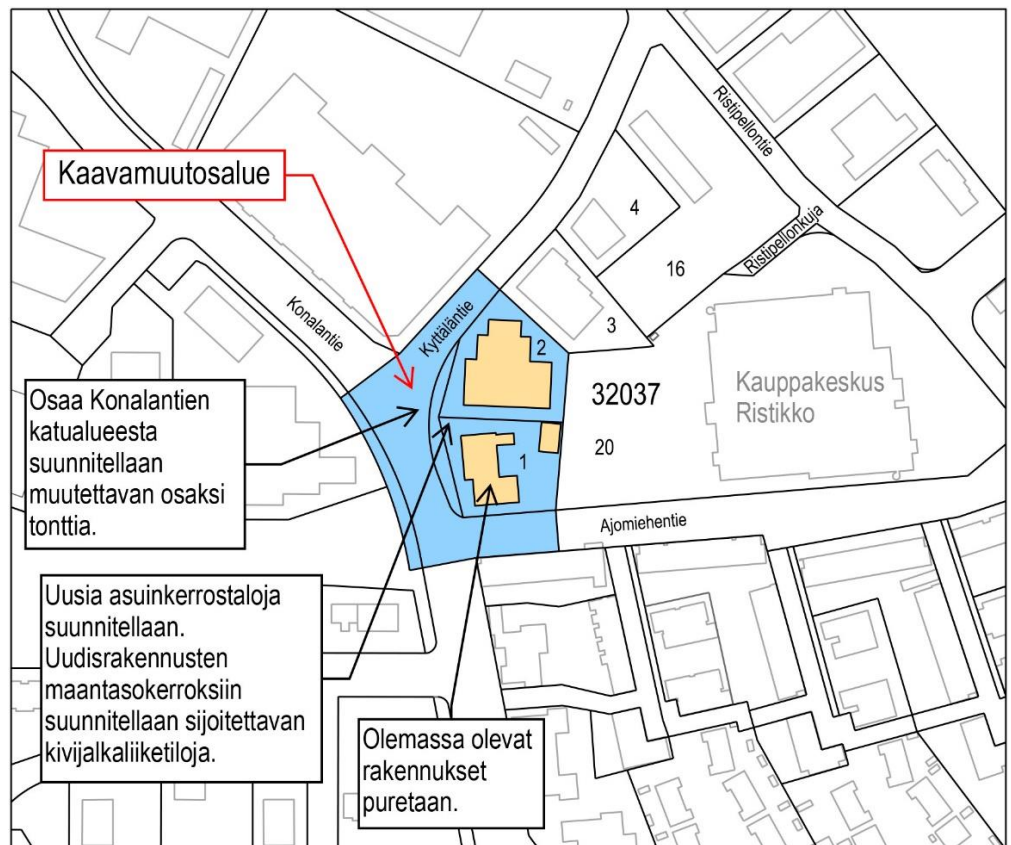 Ristipellontie
Kaavamuutosalue
4
Ristipellonkuja
16
Konalantie
Kyttäläntie
3
2
32037
Kauppakeskus
Ristikko
Osaa Konalantien
katualueesta
suunnitellaan
muutettavan osaksi
tonttia.
1
20
Ajomiehentie
Uusia asuinkerrostaloja
suunnitellaan.
Uudisrakennusten
maantasokerroksiin
suunnitellaan sijoitettavan
kivijalkaliiketiloja.
Olemassa olevat
rakennukset
puretaan.